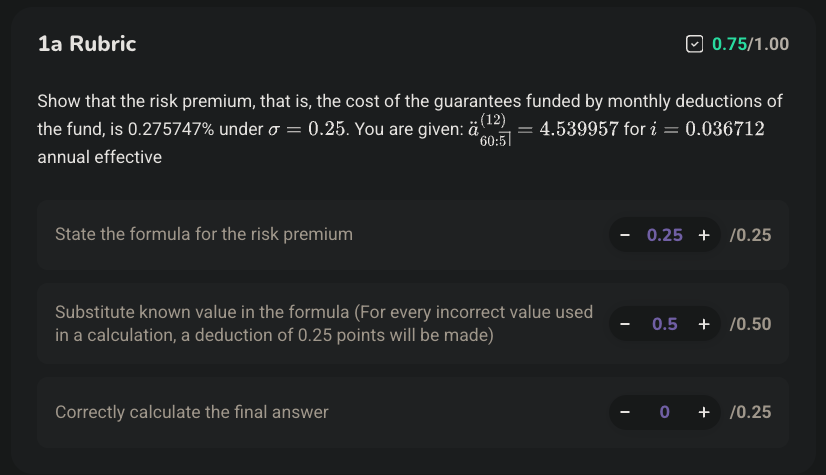 1a Rubric
0.75/1.00
Show that the risk premium, that is, the cost of the guarantees funded by monthly deductions of
the fund, is 0.275747% under σ = 0.25. You are given: ä^{(12)}_{60:5⌉} = 4.539957 for i = 0.036712
annual effective
State the formula for the risk premium
− 0.25 + /0.25
Substitute known value in the formula (For every incorrect value used
in a calculation, a deduction of 0.25 points will be made)
− 0.5 + /0.50
Correctly calculate the final answer
− 0 + /0.25